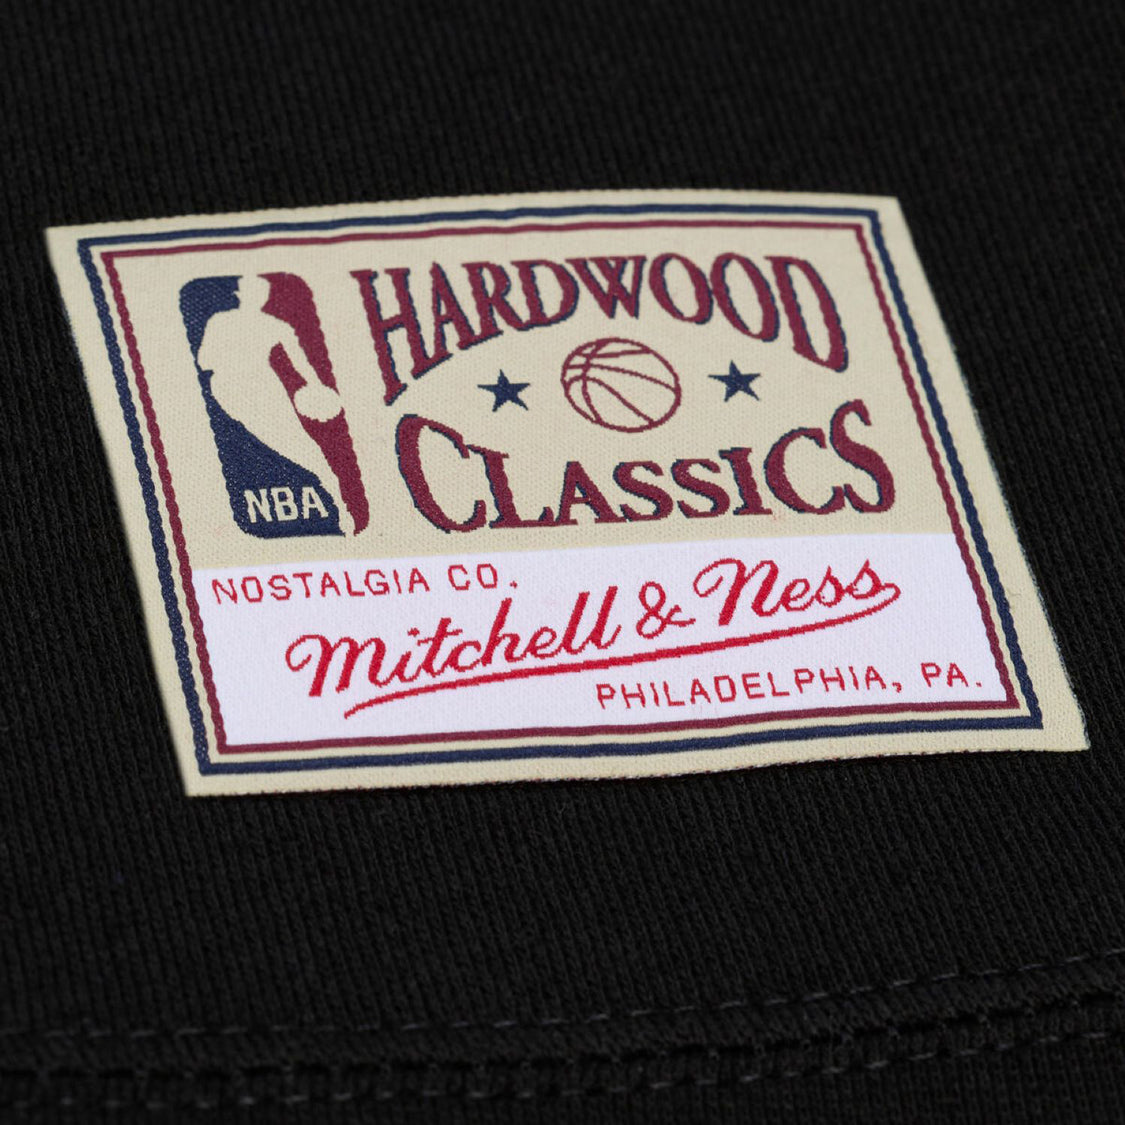 HARDWOOD
CLASSICS
NBA
NOSTALGIA CO.
Mitchell & Ness
PHILADELPHIA, PA.